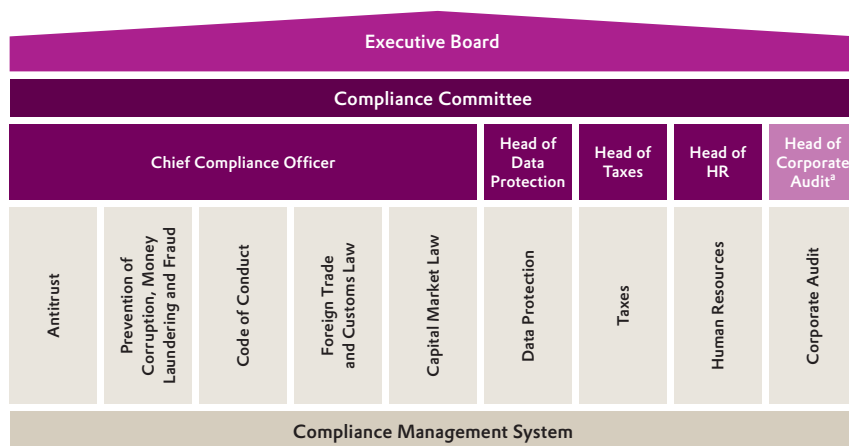 Executive Board
Compliance Committee
Chief Compliance Officer
Head of
Data
Protection
Head of
Taxes
Head of
HR
Head of
Corporate
Auditᵃ
Antitrust
Prevention of
Corruption, Money
Laundering and Fraud
Code of Conduct
Foreign Trade
and Customs Law
Capital Market Law
Data Protection
Taxes
Human Resources
Corporate Audit
Compliance Management System